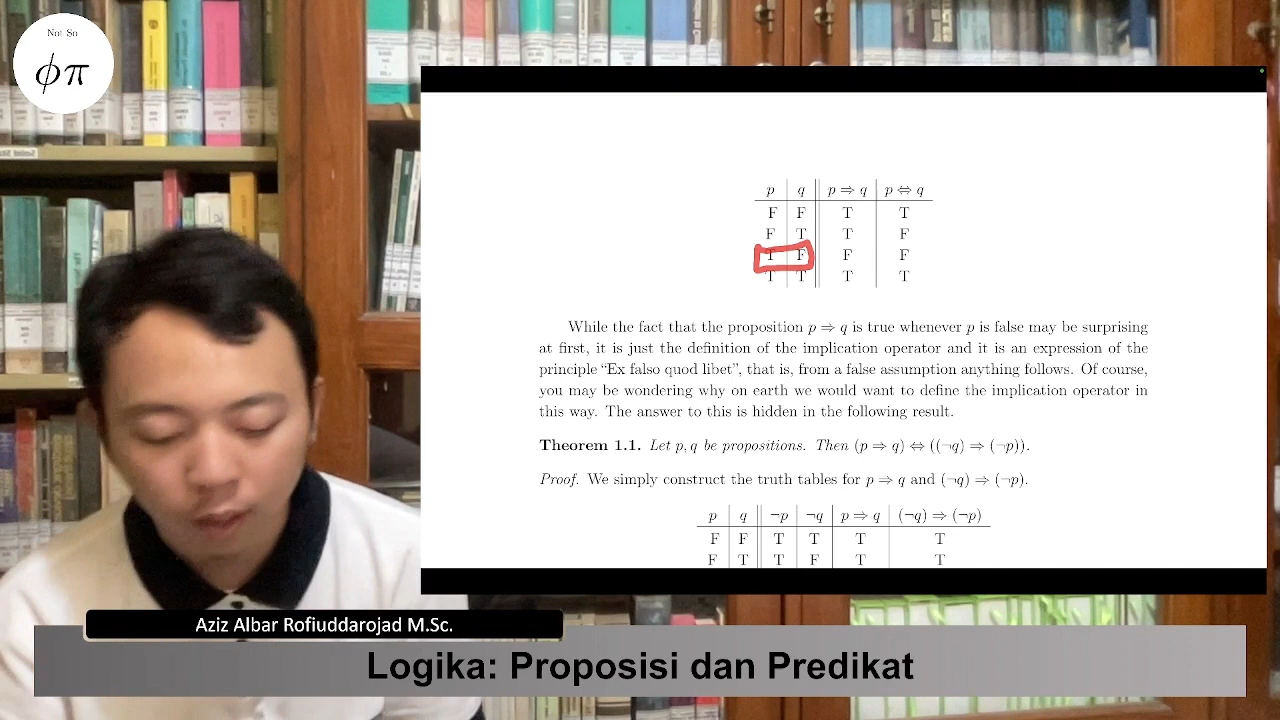 Not So
ϕπ
p q p ⇒ q p ⇔ q
F F T T
F T T F
T F F F
T T T T
While the fact that the proposition p ⇒ q is true whenever p is false may be surprising
at first, it is just the definition of the implication operator and it is an expression of the
principle “Ex falso quod libet”, that is, from a false assumption anything follows. Of course,
you may be wondering why on earth we would want to define the implication operator in
this way. The answer to this is hidden in the following result.
Theorem 1.1. Let p, q be propositions. Then (p ⇒ q) ⇔ ((¬q) ⇒ (¬p)).
Proof. We simply construct the truth tables for p ⇒ q and (¬q) ⇒ (¬p).
p q ¬p ¬q p ⇒ q (¬q) ⇒ (¬p)
F F T T T T
F T T F T T
Aziz Albar Rofiuddarojad M.Sc.
Logika: Proposisi dan Predikat